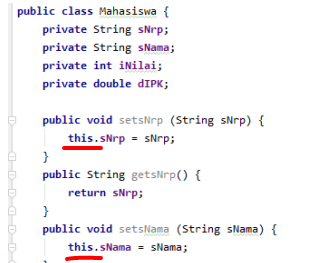 public class Mahasiswa {
    private String sNrp;
    private String sNama;
    private int iNilai;
    private double dIPK;
    public void setsNrp (String sNrp) {
        this.sNrp = sNrp;
    }
    public String getsNrp() {
        return sNrp;
    }
    public void setsNama (String sNama) {
        this.sNama = sNama;